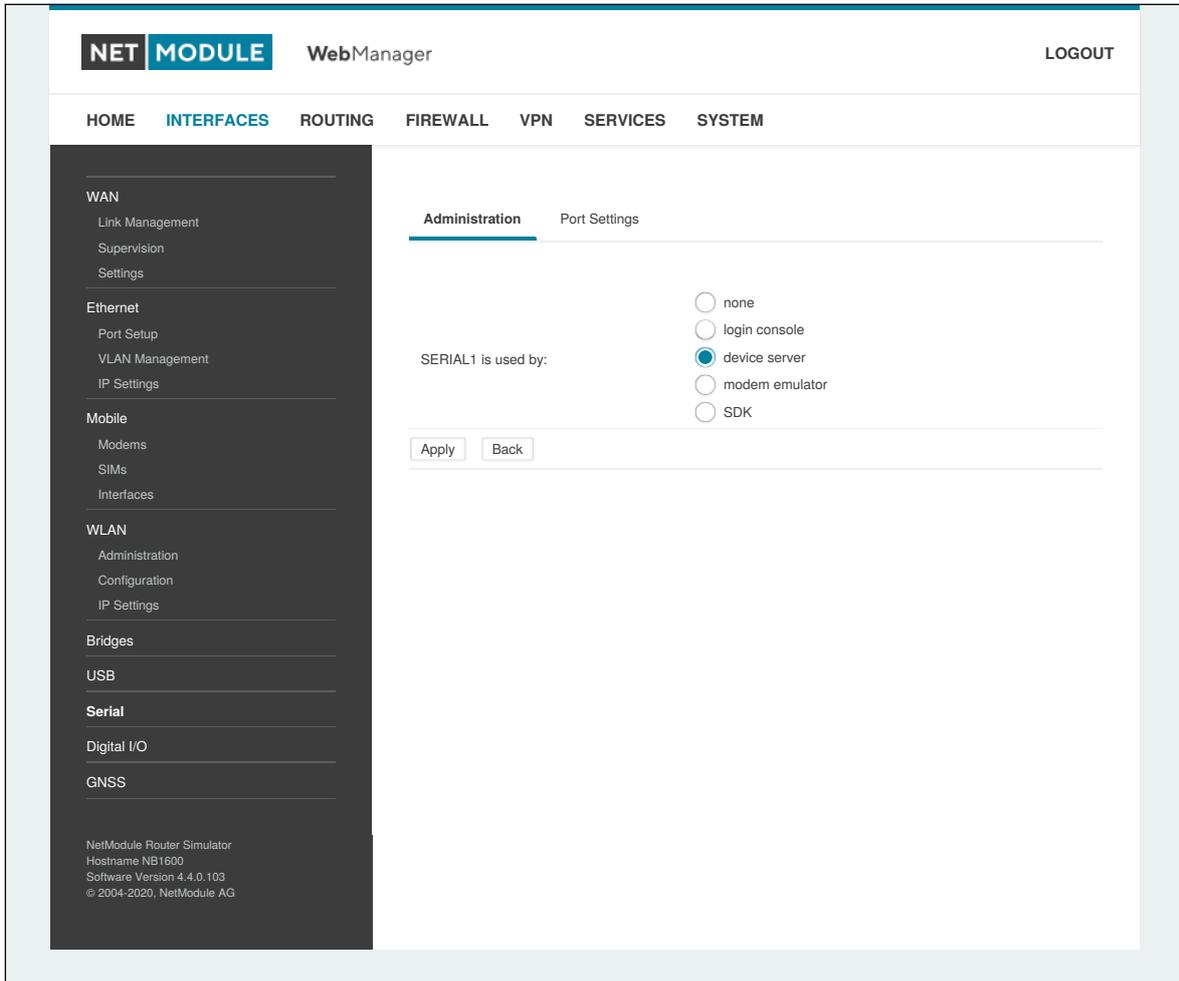 NET MODULE WebManager LOGOUT
HOME INTERFACES ROUTING FIREWALL VPN SERVICES SYSTEM
WAN
Link Management
Supervision
Settings
Ethernet
Port Setup
VLAN Management
IP Settings
Mobile
Modems
SIMs
Interfaces
WLAN
Administration
Configuration
IP Settings
Bridges
USB
Serial
Digital I/O
GNSS
NetModule Router Simulator
Hostname NB1600
Software Version 4.4.0.103
© 2004-2020, NetModule AG
Administration Port Settings
SERIAL1 is used by:
none
login console
device server
modem emulator
SDK
Apply Back